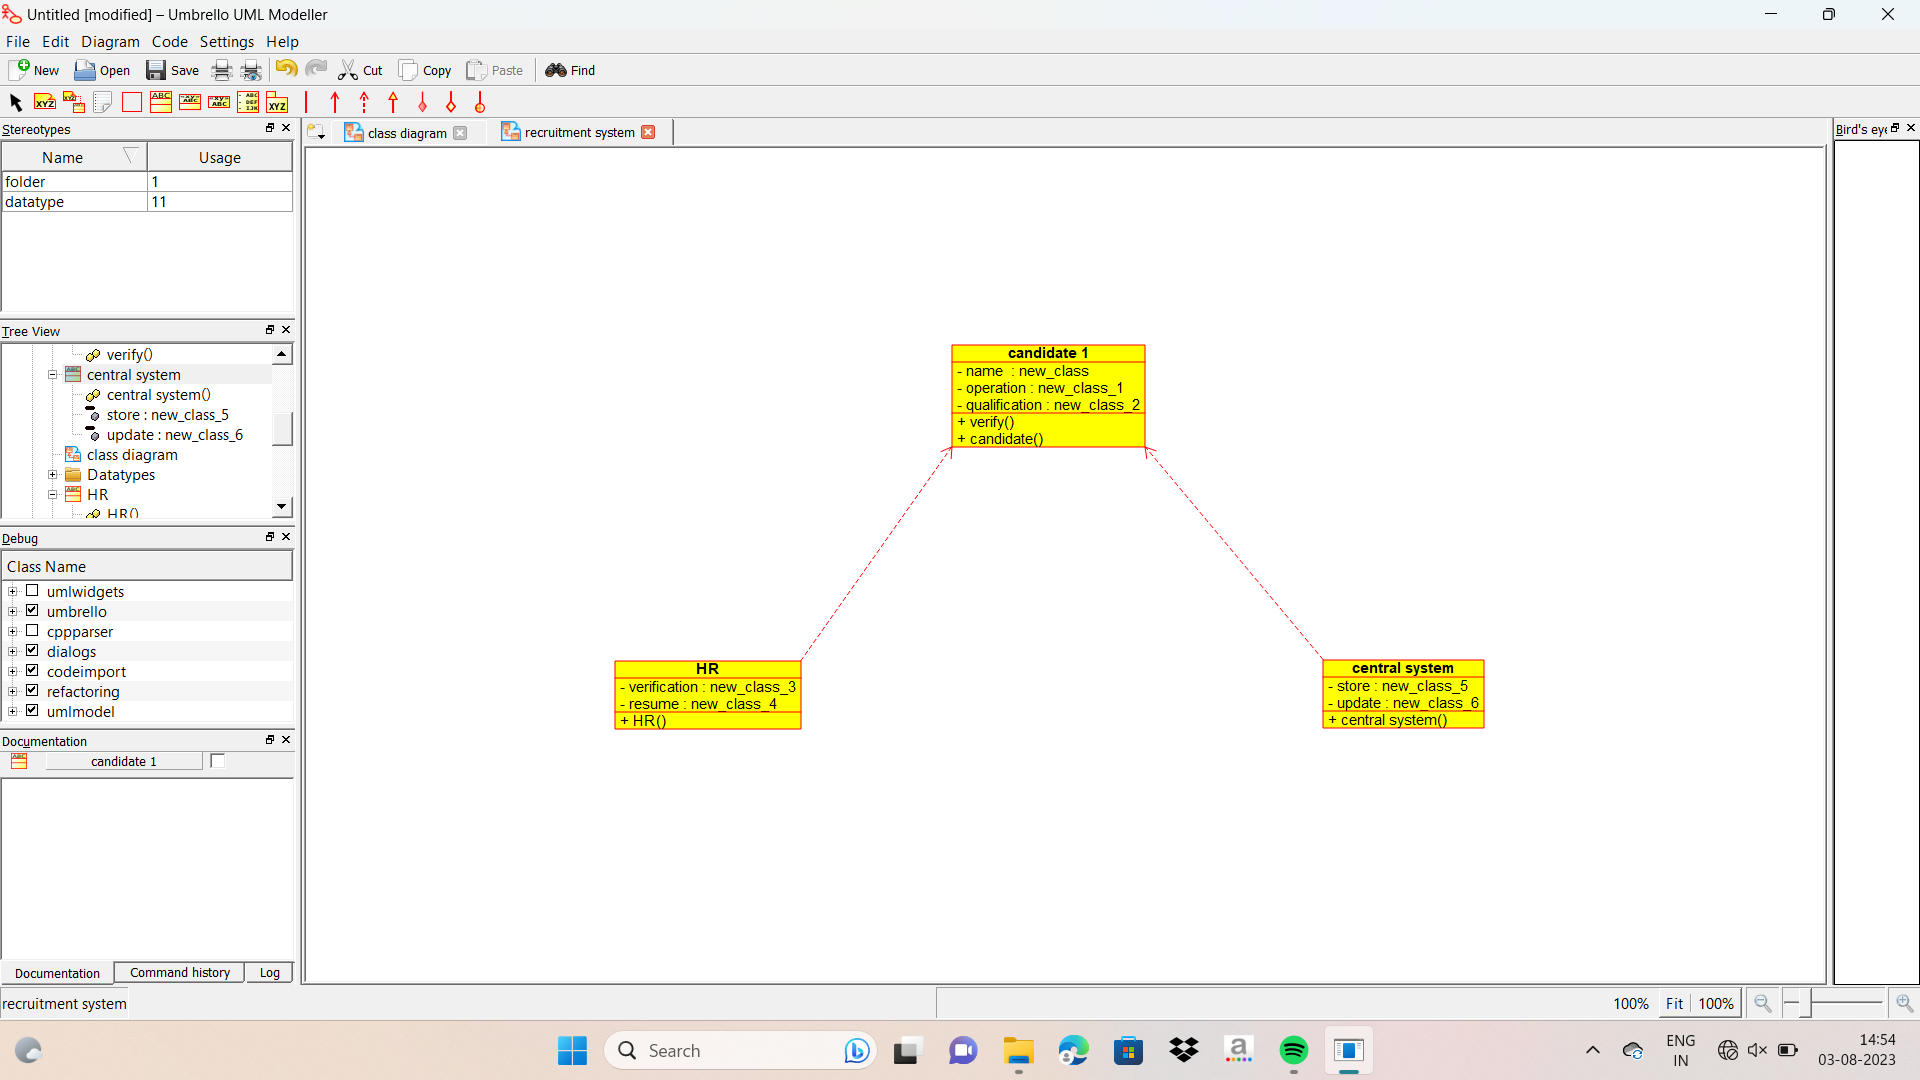 Untitled [modified] – Umbrello UML Modeller
File Edit Diagram Code Settings Help
New Open Save Cut Copy Paste Find
Stereotypes
Name Usage
folder 1
datatype 11
Tree View
verify()
central system
central system()
store : new_class_5
update : new_class_6
class diagram
Datatypes
HR
HR()
Debug
Class Name
umlwidgets
umbrello
cppparser
dialogs
codeimport
refactoring
umlmodel
Documentation
candidate 1
Documentation Command history Log
class diagram recruitment system
candidate 1
- name : new_class
- operation : new_class_1
- qualification : new_class_2
+ verify()
+ candidate()
HR
- verification : new_class_3
- resume : new_class_4
+ HR()
central system
- store : new_class_5
- update : new_class_6
+ central system()
Bird's eye
recruitment system
100% Fit 100%
Search
ENG
IN
14:54
03-08-2023